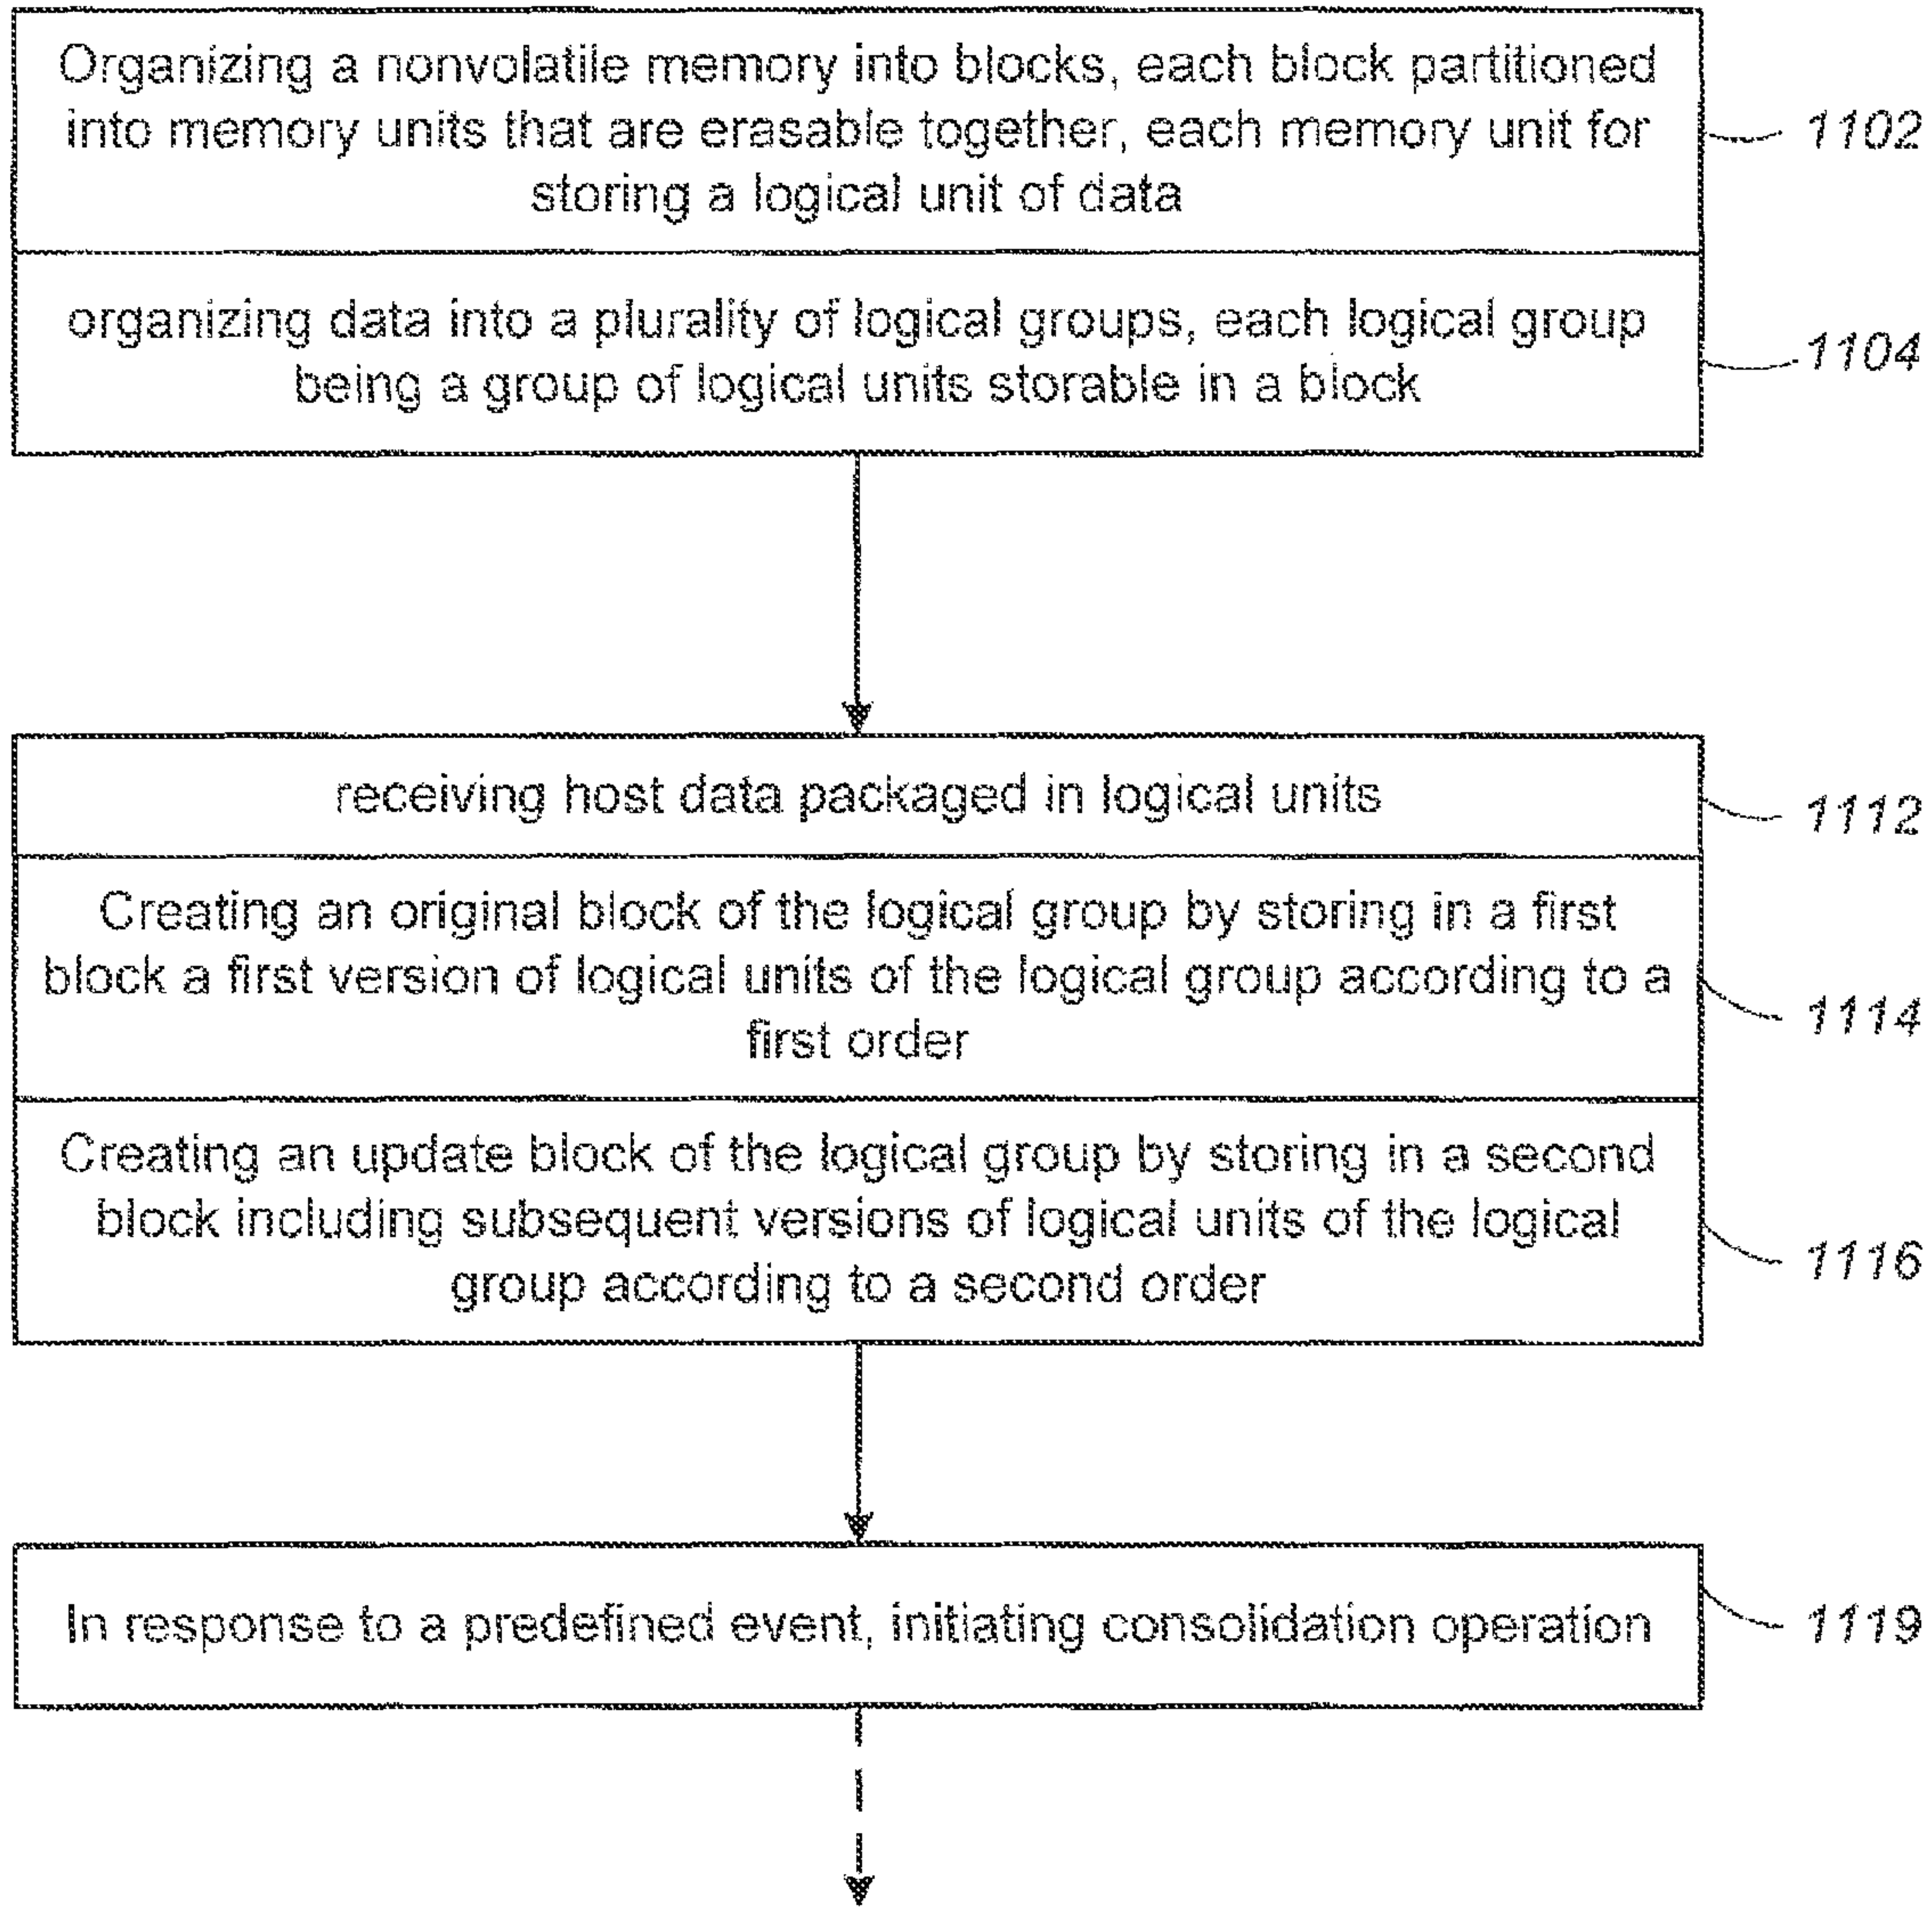 Organizing a nonvolatile memory into blocks, each block partitioned
into memory units that are erasable together, each memory unit for
storing a logical unit of data
1102
organizing data into a plurality of logical groups, each logical group
being a group of logical units storable in a block
1104
receiving host data packaged in logical units
1112
Creating an original block of the logical group by storing in a first
block a first version of logical units of the logical group according to a
first order
1114
Creating an update block of the logical group by storing in a second
block including subsequent versions of logical units of the logical
group according to a second order
1116
In response to a predefined event, initiating consolidation operation
1119